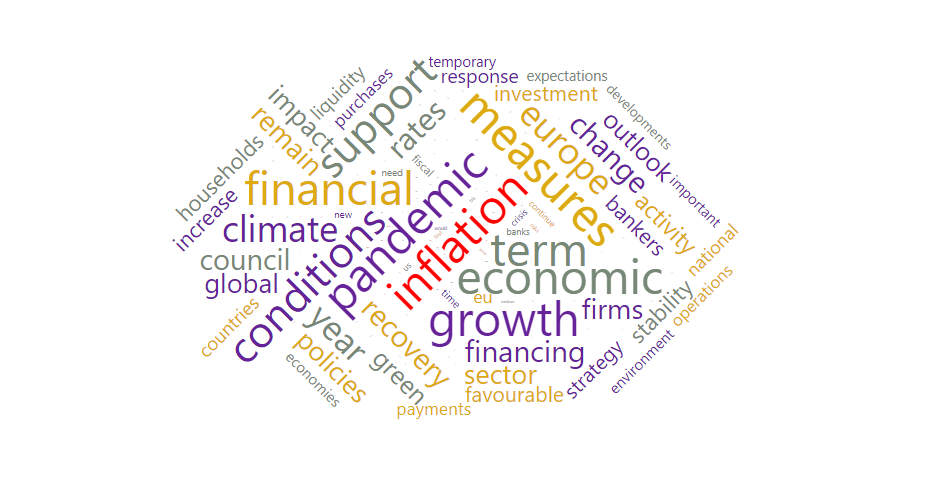 temporary
response
expectations
liquidity
purchases
investment
developments
impact
support
measures
europe
rates
remain
change
outlook
households
fiscal
need
important
financial
pandemic
inflation
increase
new
climate
conditions
would
us
crisis
continue
banks
bankers
activity
national
council
term
global
economic
stability
operations
time
eu
countries
year
recovery
growth
firms
policies
green
financing
economies
sector
strategy
environment
favourable
payments